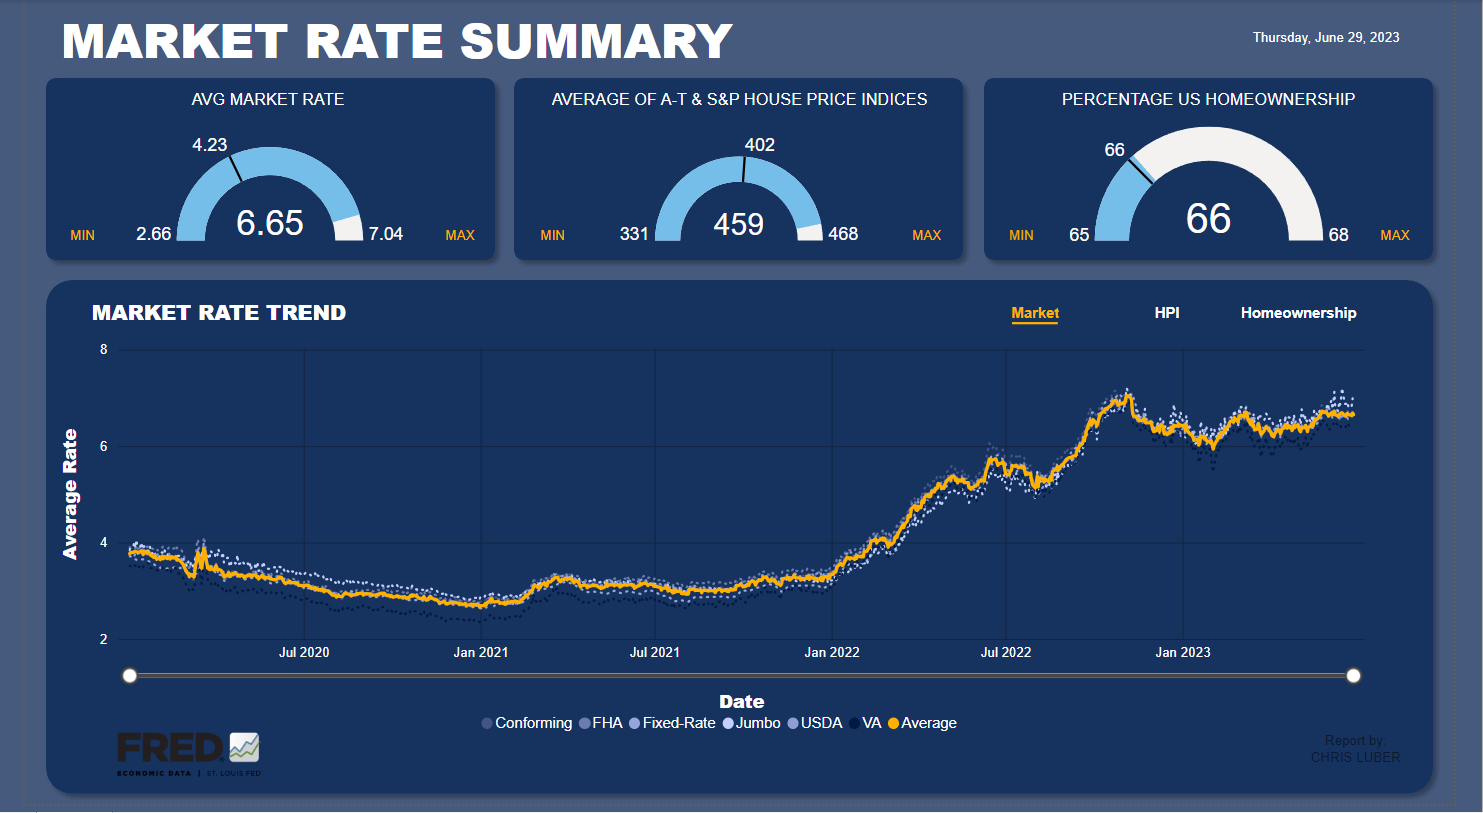 MARKET RATE SUMMARY
Thursday, June 29, 2023
AVG MARKET RATE
4.23
6.65
MIN 2.66 7.04 MAX
AVERAGE OF A-T & S&P HOUSE PRICE INDICES
402
459
MIN 331 468 MAX
PERCENTAGE US HOMEOWNERSHIP
66
66
MIN 65 68 MAX
MARKET RATE TREND
Market HPI Homeownership
8
6
4
2
Average Rate
Jul 2020 Jan 2021 Jul 2021 Jan 2022 Jul 2022 Jan 2023
Date
Conforming FHA Fixed-Rate Jumbo USDA VA Average
FRED
ECONOMIC DATA | ST. LOUIS FED
Report by:
CHRIS LUBER